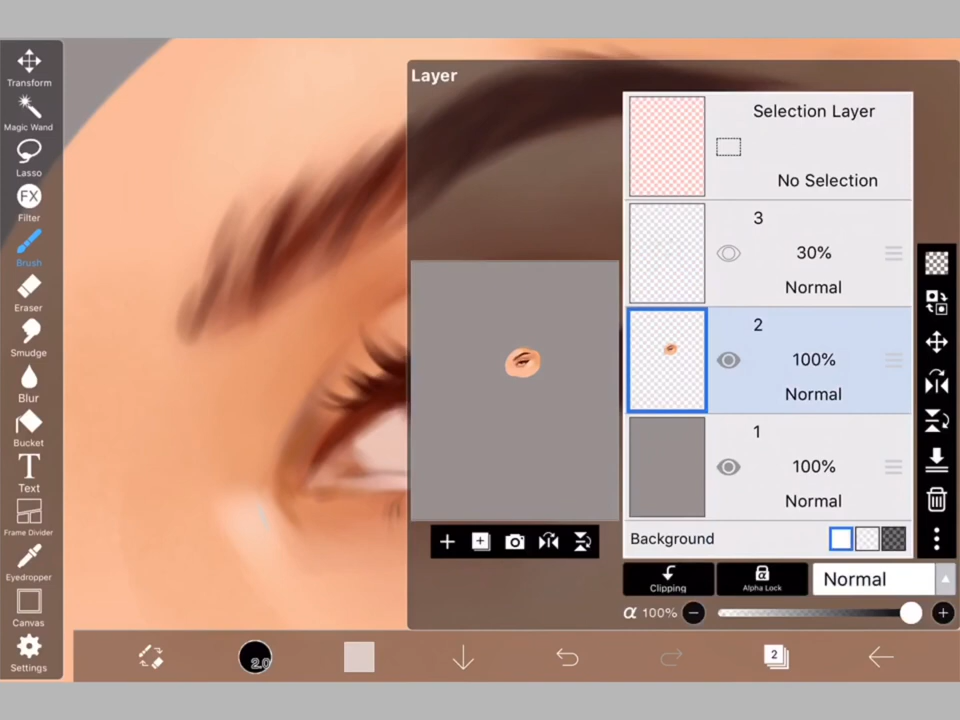 Transform
Magic Wand
Lasso
FX
Filter
Brush
Eraser
Smudge
Blur
Bucket
T
Text
Frame Divider
Eyedropper
Canvas
Settings
Layer
Selection Layer
No Selection
3
30%
Normal
2
100%
Normal
1
100%
Normal
Background
Clipping
α
Alpha Lock
Normal
α 100%
2.0
2